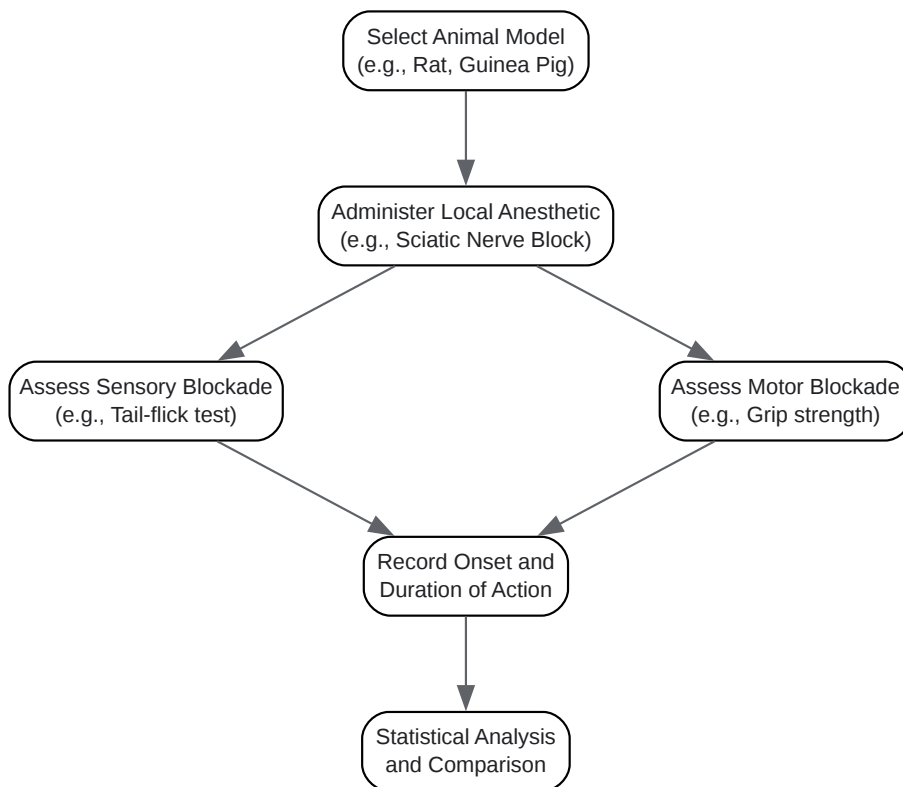 Select Animal Model
(e.g., Rat, Guinea Pig)
Administer Local Anesthetic
(e.g., Sciatic Nerve Block)
Assess Sensory Blockade
(e.g., Tail-flick test)
Assess Motor Blockade
(e.g., Grip strength)
Record Onset and
Duration of Action
Statistical Analysis
and Comparison